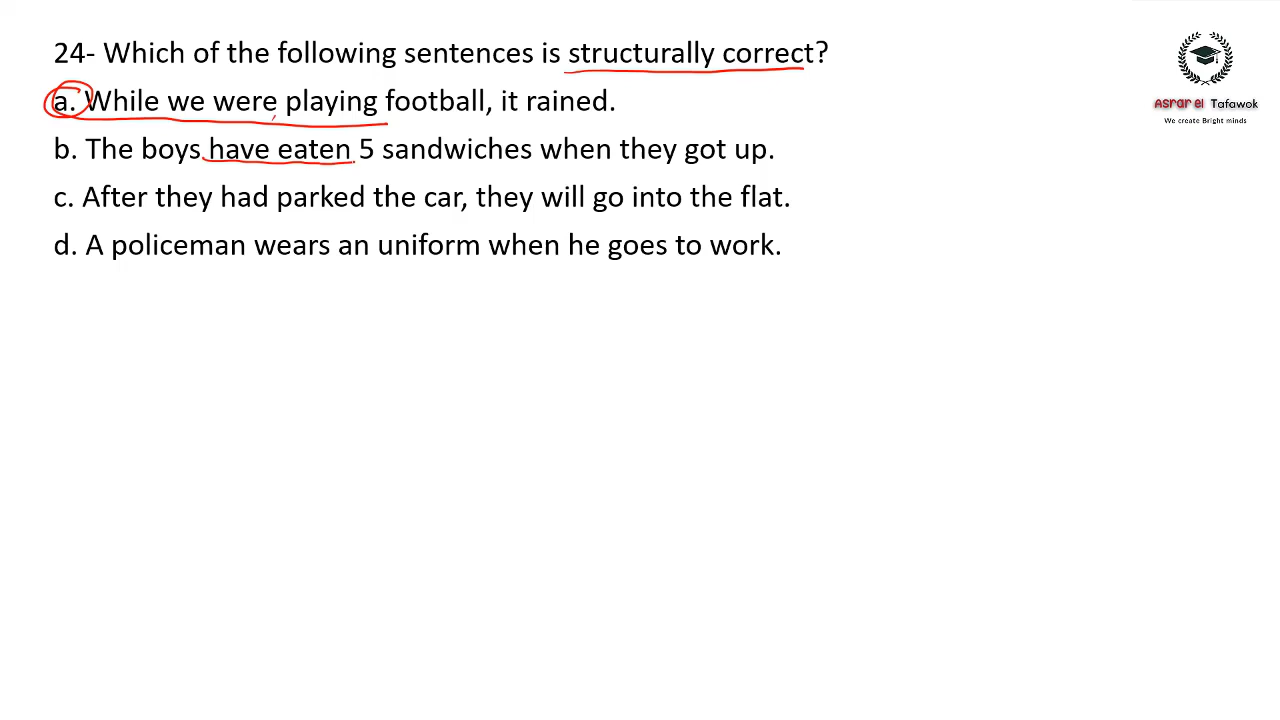 24- Which of the following sentences is structurally correct?
a. While we were playing football, it rained.
b. The boys have eaten 5 sandwiches when they got up.
c. After they had parked the car, they will go into the flat.
d. A policeman wears an uniform when he goes to work.
Asrar el Tafawok
We create Bright minds